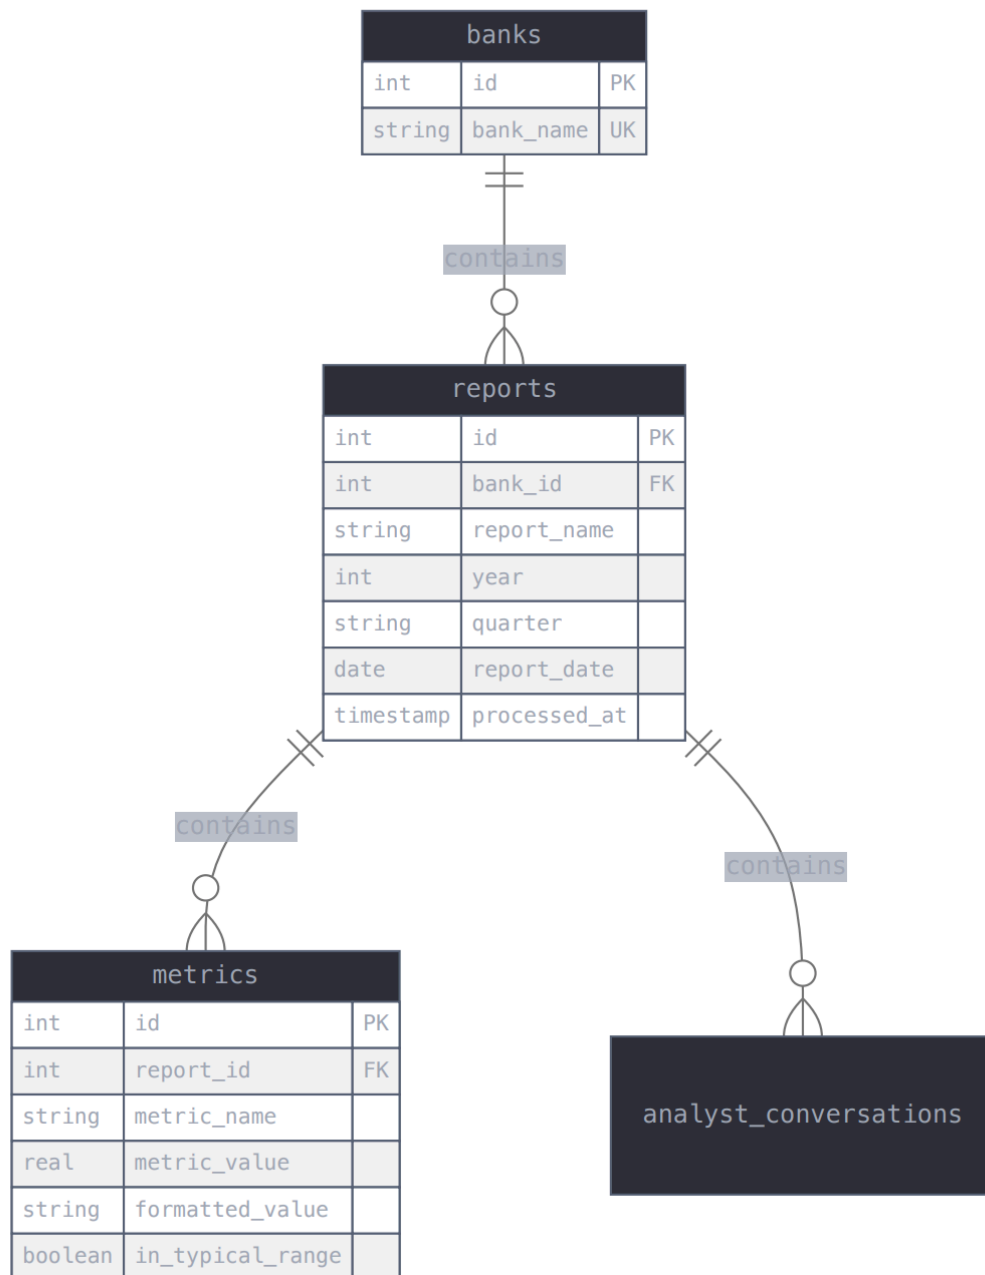 banks
int id PK
string bank_name UK
contains
reports
int id PK
int bank_id FK
string report_name
int year
string quarter
date report_date
timestamp processed_at
contains
contains
metrics
int id PK
int report_id FK
string metric_name
real metric_value
string formatted_value
boolean in_typical_range
analyst_conversations